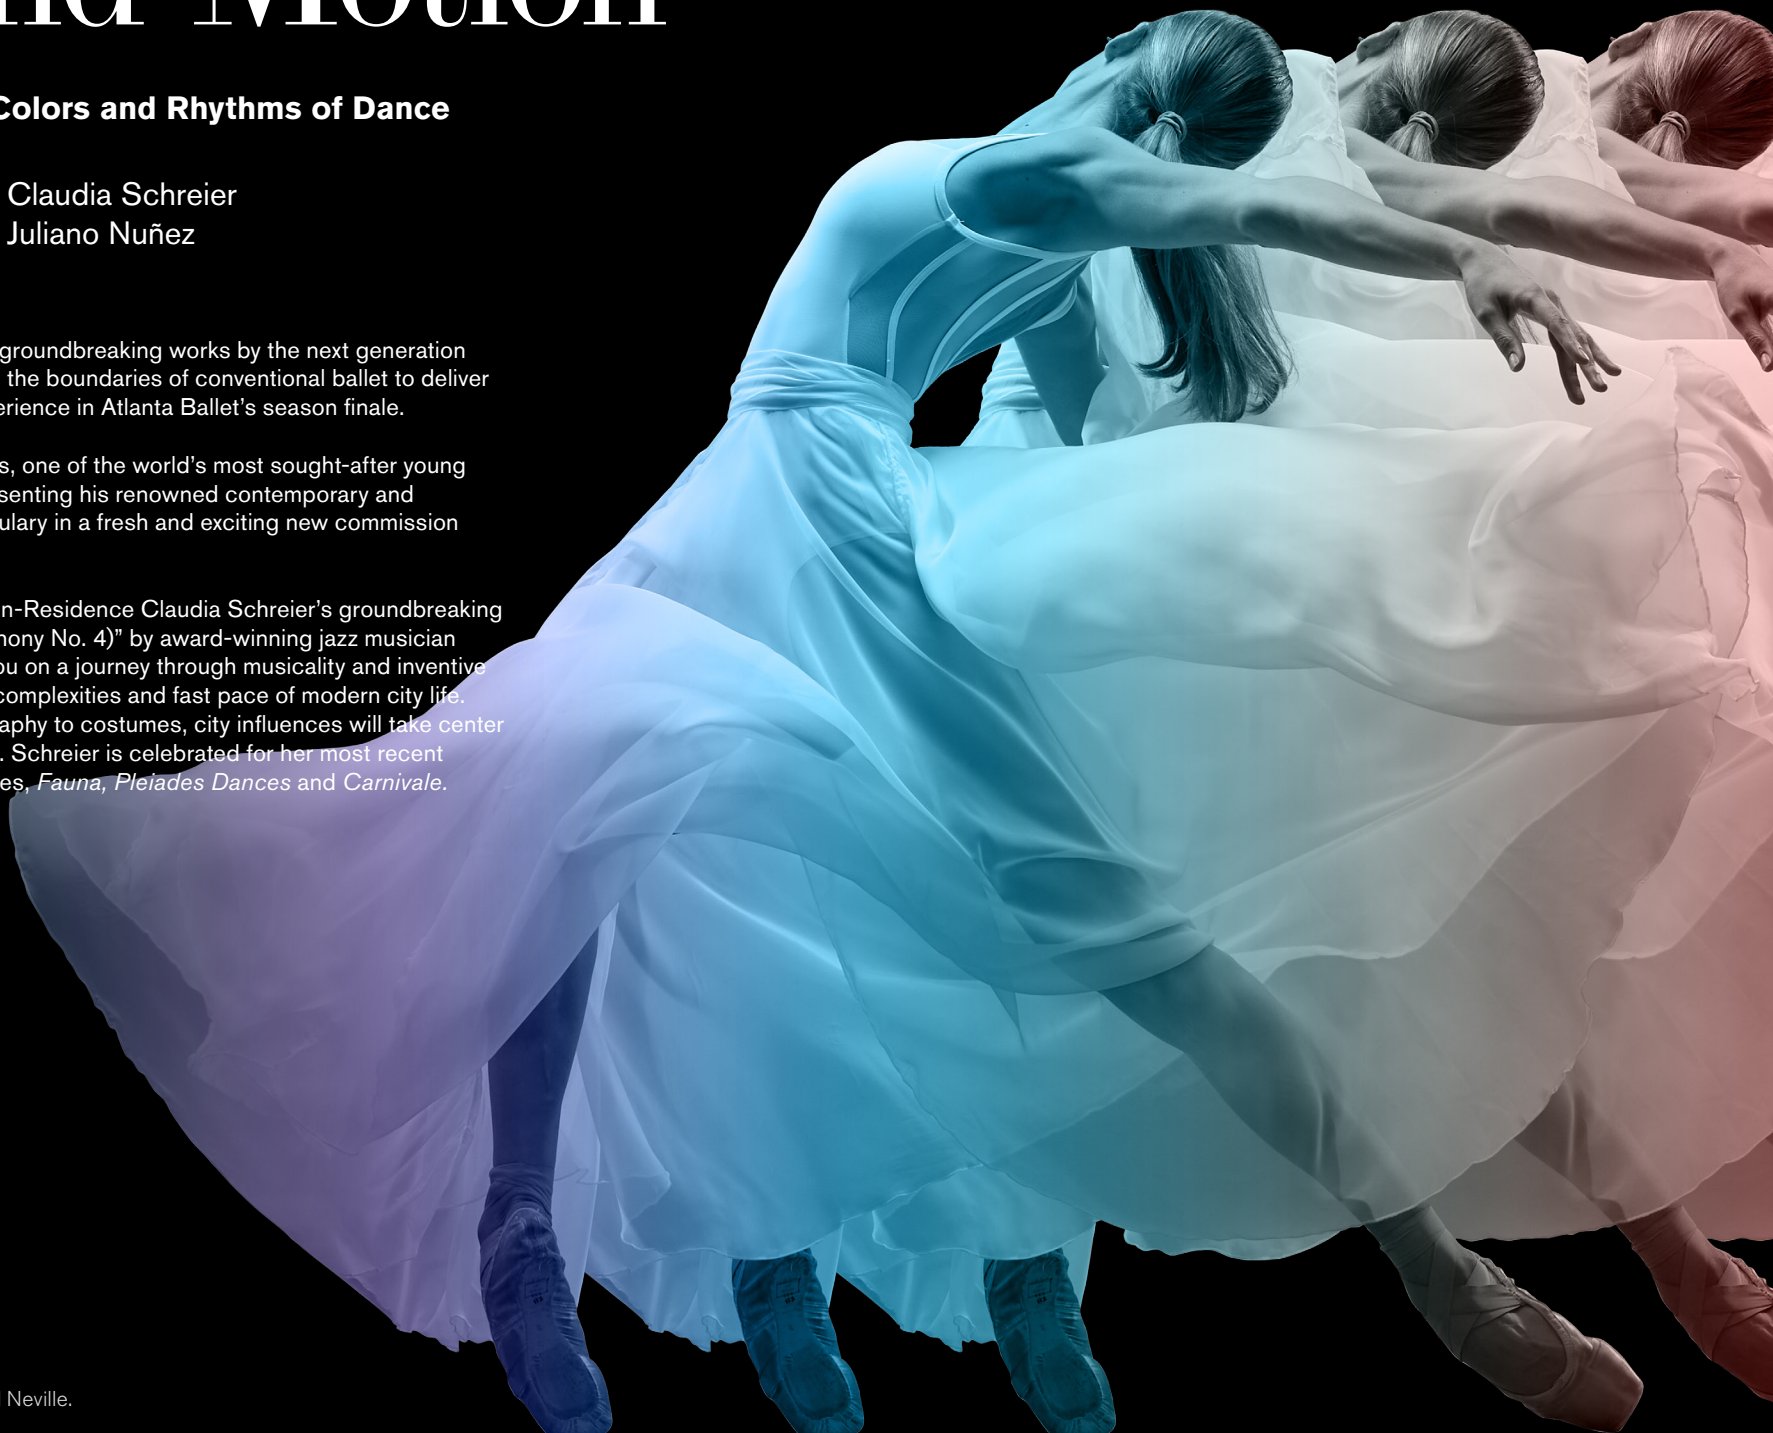 nd Motion
Colors and Rhythms of Dance
Claudia Schreier
Juliano Nuñez
groundbreaking works by the next generation
the boundaries of conventional ballet to deliver
erience in Atlanta Ballet’s season finale.
s, one of the world’s most sought-after young
senting his renowned contemporary and
ulary in a fresh and exciting new commission
n-Residence Claudia Schreier’s groundbreaking
hony No. 4)” by award-winning jazz musician
ou on a journey through musicality and inventive
complexities and fast pace of modern city life.
aphy to costumes, city influences will take center
. Schreier is celebrated for her most recent
es, Fauna, Pleiades Dances and Carnivale.
Neville.